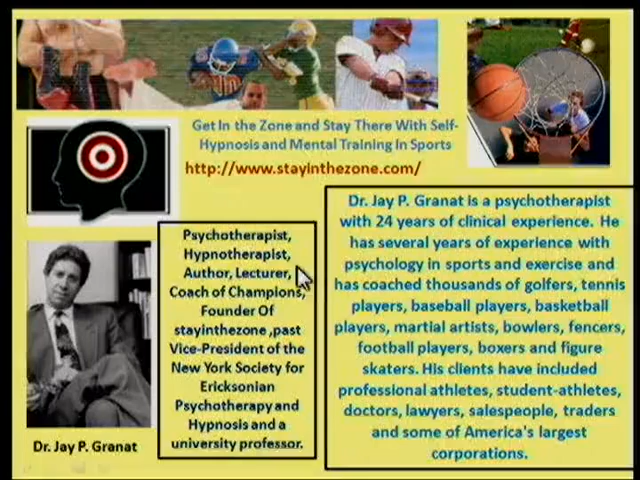 Get In the Zone and Stay There With Self-
Hypnosis and Mental Training In Sports
http://www.stayinthezone.com/
Psychotherapist,
Hypnotherapist,
Author, Lecturer,
Coach of Champions,
Founder Of
stayinthezone ,past
Vice-President of the
New York Society for
Ericksonian
Psychotherapy and
Hypnosis and a
university professor.
Dr. Jay P. Granat
Dr. Jay P. Granat is a psychotherapist
with 24 years of clinical experience. He
has several years of experience with
psychology in sports and exercise and
has coached thousands of golfers, tennis
players, baseball players, basketball
players, martial artists, bowlers, fencers,
football players, boxers and figure
skaters. His clients have included
professional athletes, student-athletes,
doctors, lawyers, salespeople, traders
and some of America's largest
corporations.